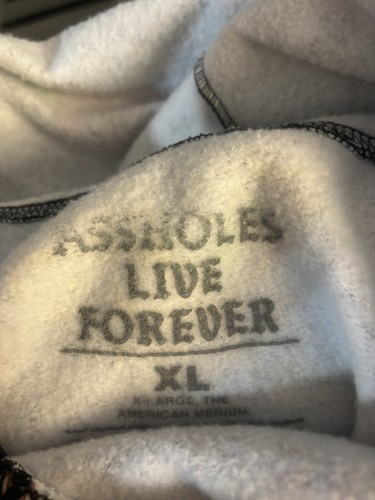 ASSHOLES
LIVE
FOREVER
XL
X-LARGE, THE
AMERICAN MEDIUM